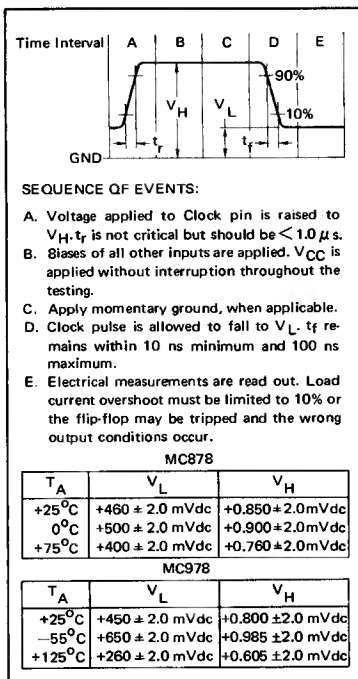 Time Interval A B C D E
90%
V_H V_L
10%
t_r t_f
GND
SEQUENCE OF EVENTS:
A. Voltage applied to Clock pin is raised to
V_H. t_r is not critical but should be < 1.0 μs.
B. 8iases of all other inputs are applied. V_CC is
applied without interruption throughout the
testing.
C. Apply momentary ground, when applicable.
D. Clock pulse is allowed to fall to V_L. t_f re-
mains within 10 ns minimum and 100 ns
maximum.
E. Electrical measurements are read out. Load
current overshoot must be limited to 10% or
the flip-flop may be tripped and the wrong
output conditions occur.
MC878
T_A V_L V_H
+25°C +460 ± 2.0 mVdc +0.850 ± 2.0 mVdc
0°C +500 ± 2.0 mVdc +0.900 ± 2.0 mVdc
+75°C +400 ± 2.0 mVdc +0.760 ± 2.0 mVdc
MC978
T_A V_L V_H
+25°C +450 ± 2.0 mVdc +0.800 ±2.0 mVdc
−55°C +650 ± 2.0 mVdc +0.985 ±2.0 mVdc
+125°C +260 ± 2.0 mVdc +0.605 ±2.0 mVdc